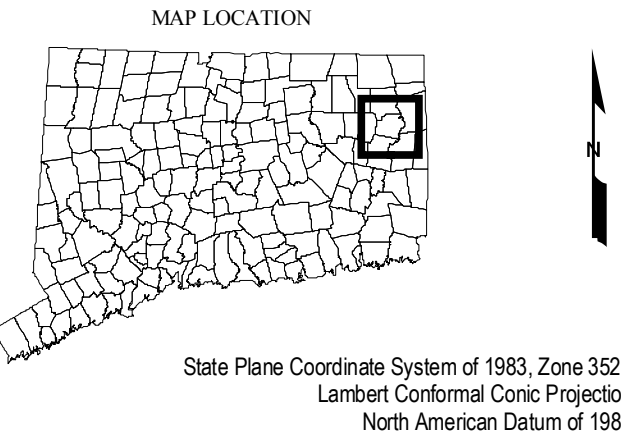 MAP LOCATION
N
State Plane Coordinate System of 1983, Zone 352
Lambert Conformal Conic Projectio
North American Datum of 198